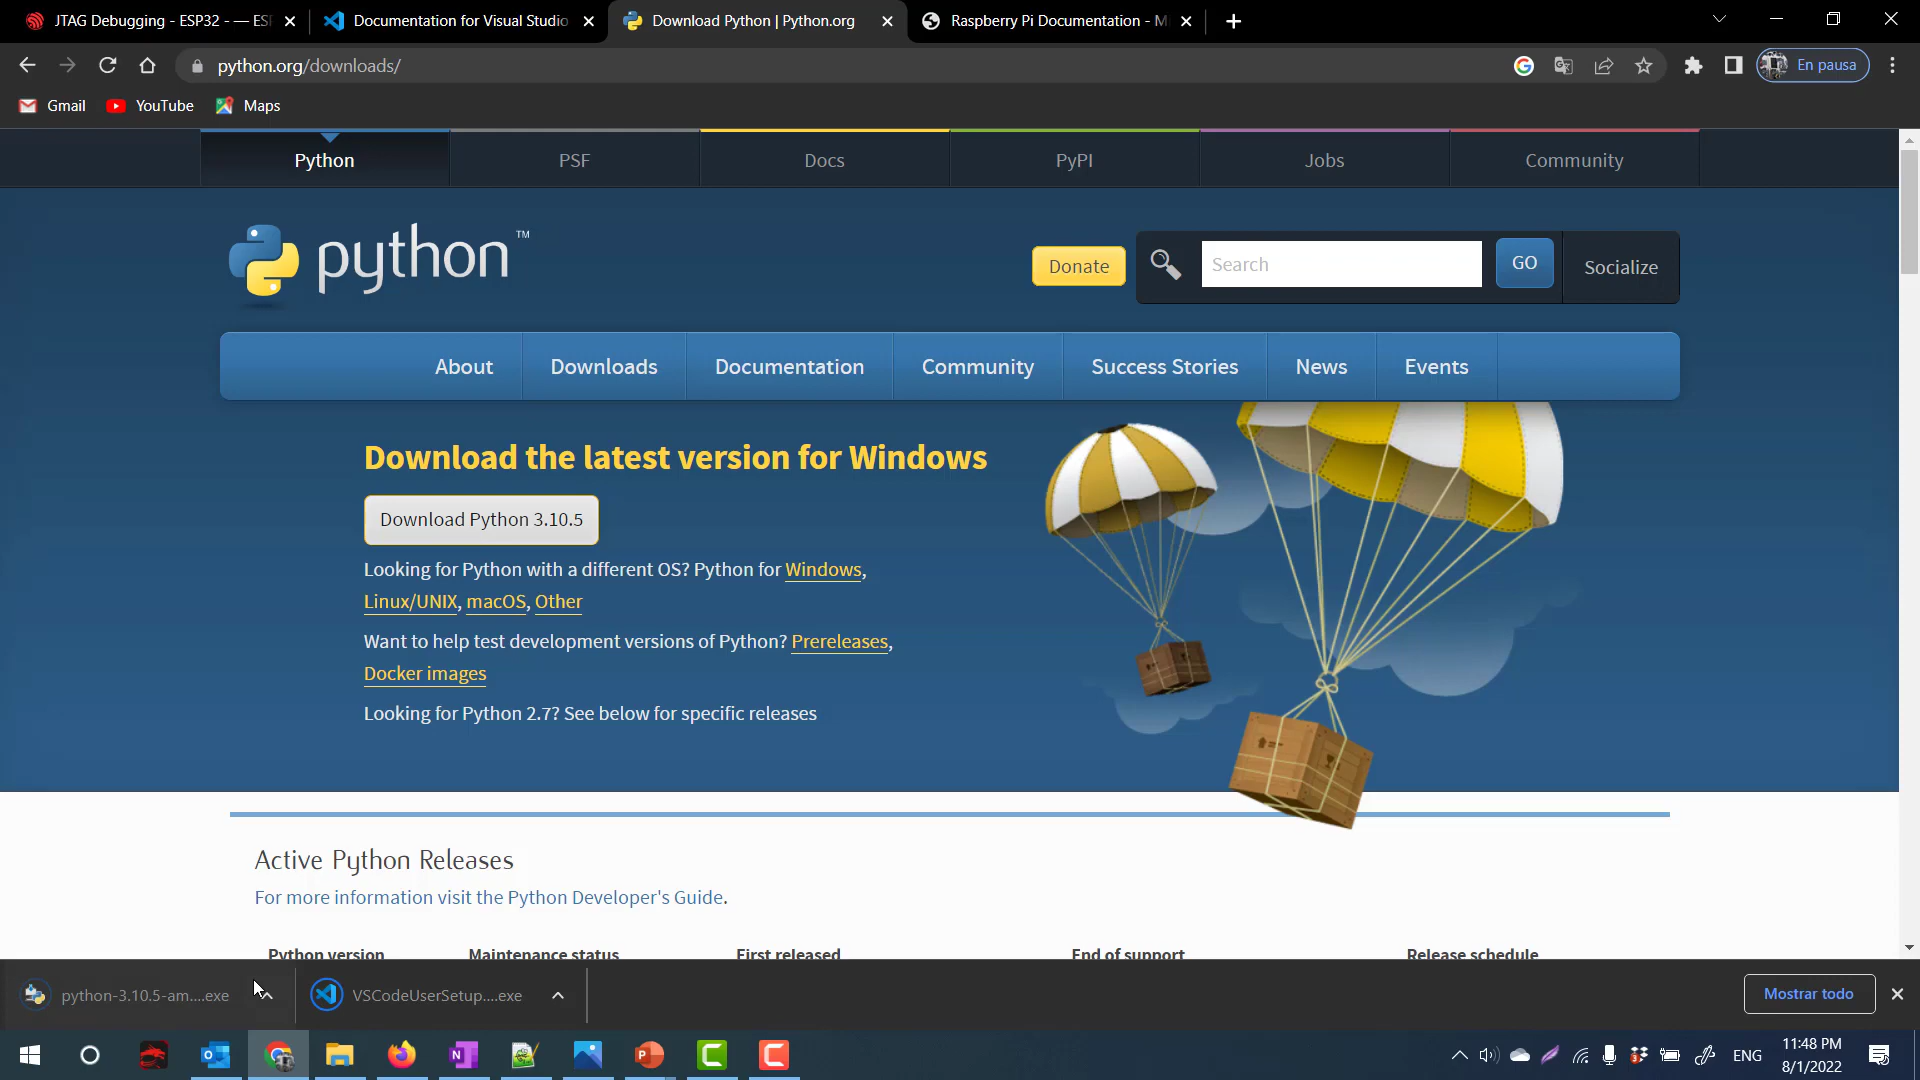 JTAG Debugging - ESP32 - — ESP
Documentation for Visual Studio
Download Python | Python.org
Raspberry Pi Documentation - M
python.org/downloads/
En pausa
Gmail
YouTube
Maps
Python
PSF
Docs
PyPI
Jobs
Community
python™
Donate
Search
GO
Socialize
About
Downloads
Documentation
Community
Success Stories
News
Events
Download the latest version for Windows
Download Python 3.10.5
Looking for Python with a different OS? Python for Windows,
Linux/UNIX, macOS, Other
Want to help test development versions of Python? Prereleases,
Docker images
Looking for Python 2.7? See below for specific releases
Active Python Releases
For more information visit the Python Developer's Guide.
Python version
Maintenance status
First released
End of support
Release schedule
python-3.10.5-am....exe
VSCodeUserSetup....exe
Mostrar todo
ENG
11:48 PM
8/1/2022